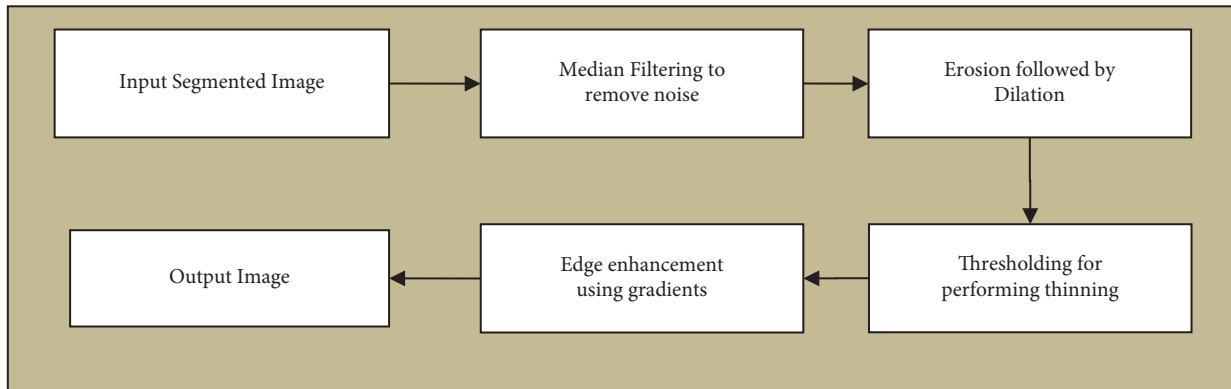 Input Segmented Image
Median Filtering to
remove noise
Erosion followed by
Dilation
Thresholding for
performing thinning
Edge enhancement
using gradients
Output Image